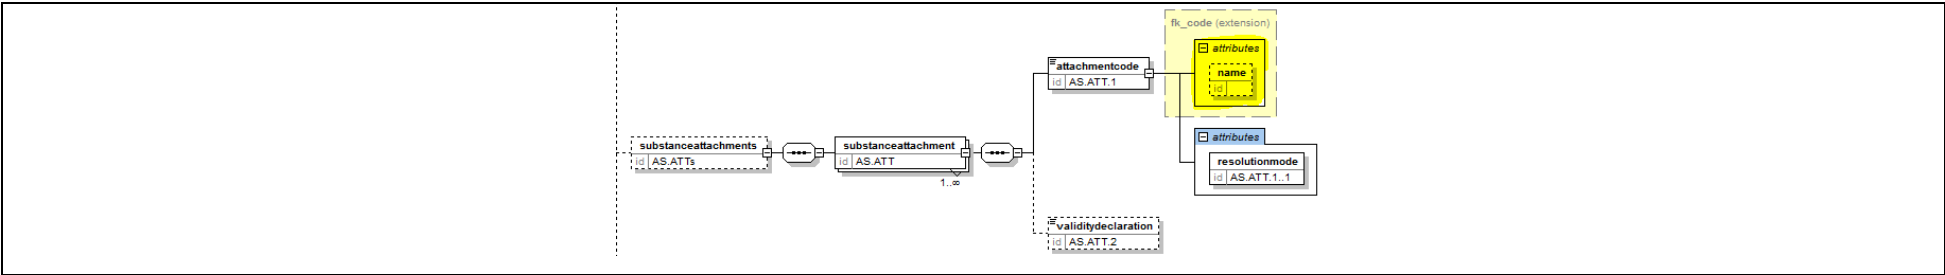 fk_code (extension)
attributes
name
id
attachmentcode
id AS.ATT.1
attributes
resolutionmode
id AS.ATT.1..1
substanceattachments
id AS.ATTs
substanceattachment
id AS.ATT
1..∞
validitydeclaration
id AS.ATT.2